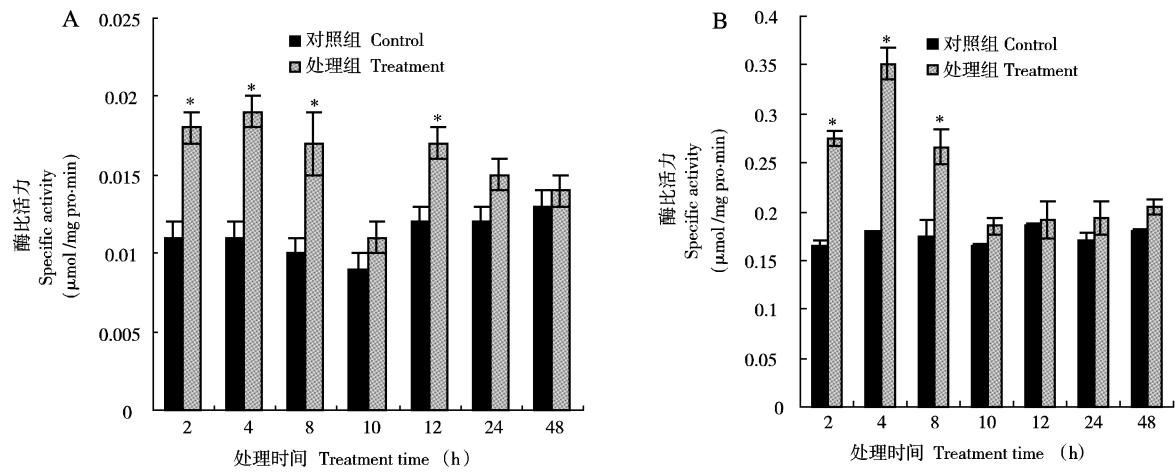 A
0.025
0.02
0.015
0.01
0.005
0
酶比活力
Specific activity
(μmol/mg pro·min)
对照组 Control
处理组 Treatment
* * * *
2 4 8 10 12 24 48
处理时间 Treatment time (h)
B
0.4
0.35
0.3
0.25
0.2
0.15
0.1
0.05
0
酶比活力
Specific activity
(μmol/mg pro·min)
对照组 Control
处理组 Treatment
* * *
2 4 8 10 12 24 48
处理时间 Treatment time (h)